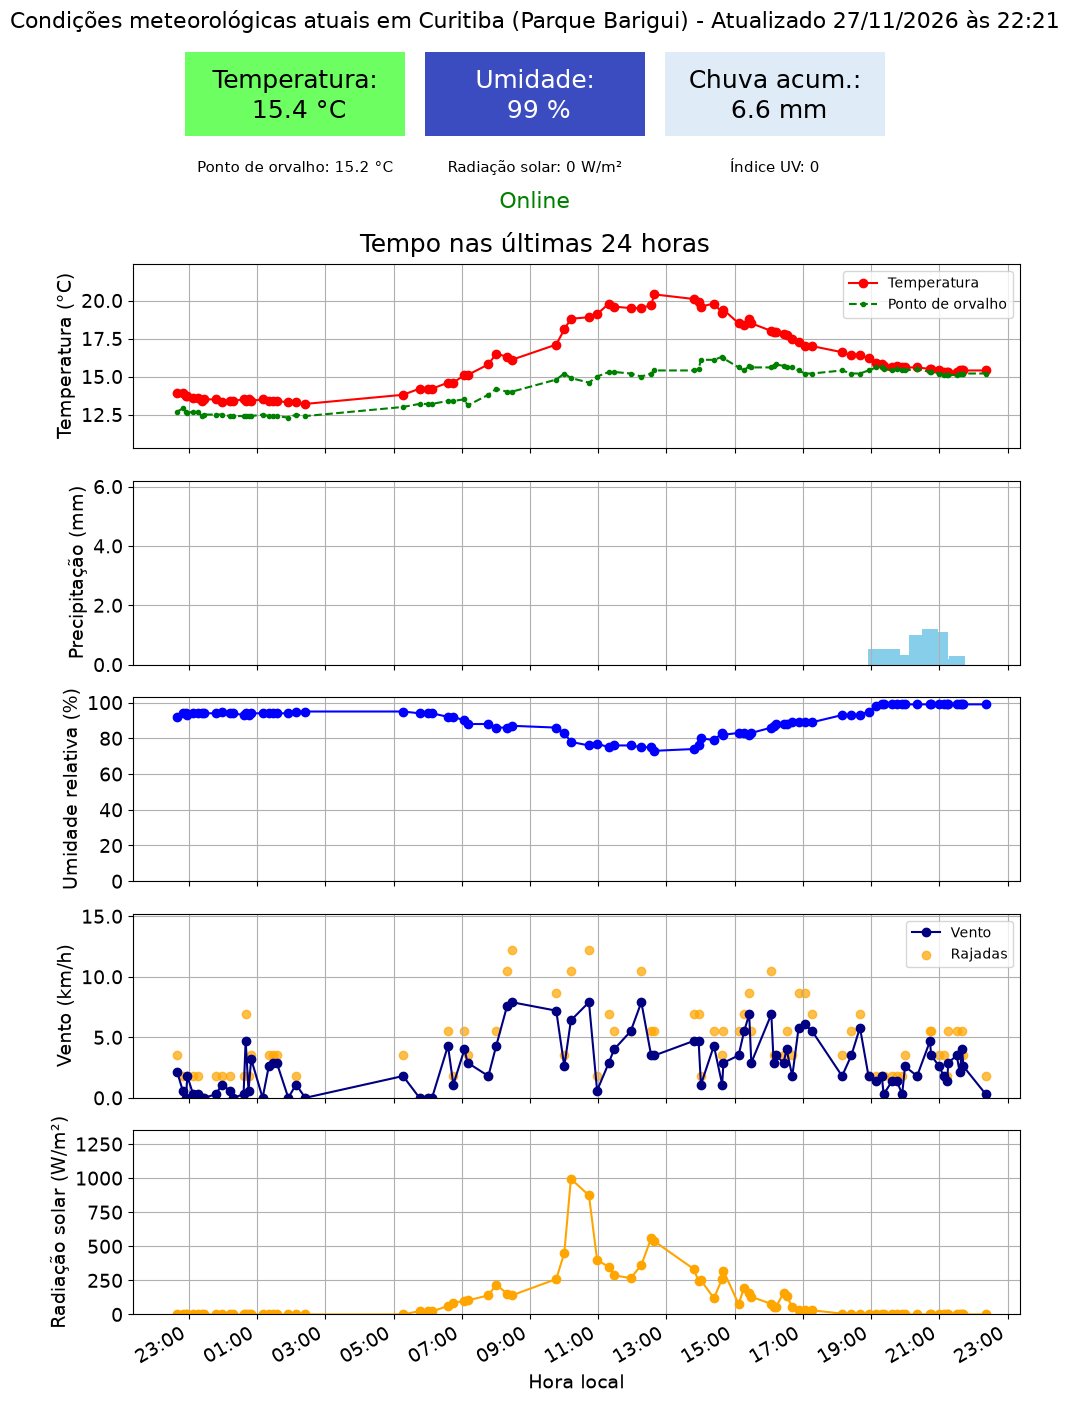 Condições meteorológicas atuais em Curitiba (Parque Barigui) - Atualizado 27/11/2026 às 22:21
Temperatura:
15.4 °C
Umidade:
99 %
Chuva acum.:
6.6 mm
Ponto de orvalho: 15.2 °C
Radiação solar: 0 W/m²
Índice UV: 0
Online
Tempo nas últimas 24 horas
Temperatura (°C)
20.0
17.5
15.0
12.5
Temperatura
Ponto de orvalho
Precipitação (mm)
6.0
4.0
2.0
0.0
Umidade relativa (%)
100
80
60
40
20
0
Vento (km/h)
15.0
10.0
5.0
0.0
Vento
Rajadas
Radiação solar (W/m²)
1250
1000
750
500
250
0
23:00
01:00
03:00
05:00
07:00
09:00
11:00
13:00
15:00
17:00
19:00
21:00
23:00
Hora local